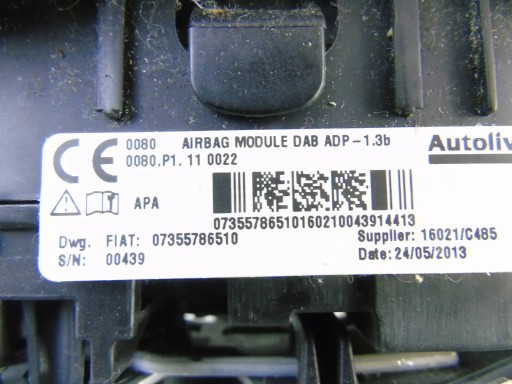 CE 0080 AIRBAG MODULE DAB ADP-1.3b Autoliv
0080.P1. 11 0022
APA
07355786510160210043914413
Dwg. FIAT: 07355786510 Supplier: 16021/C485
S/N: 00439 Date: 24/05/2013